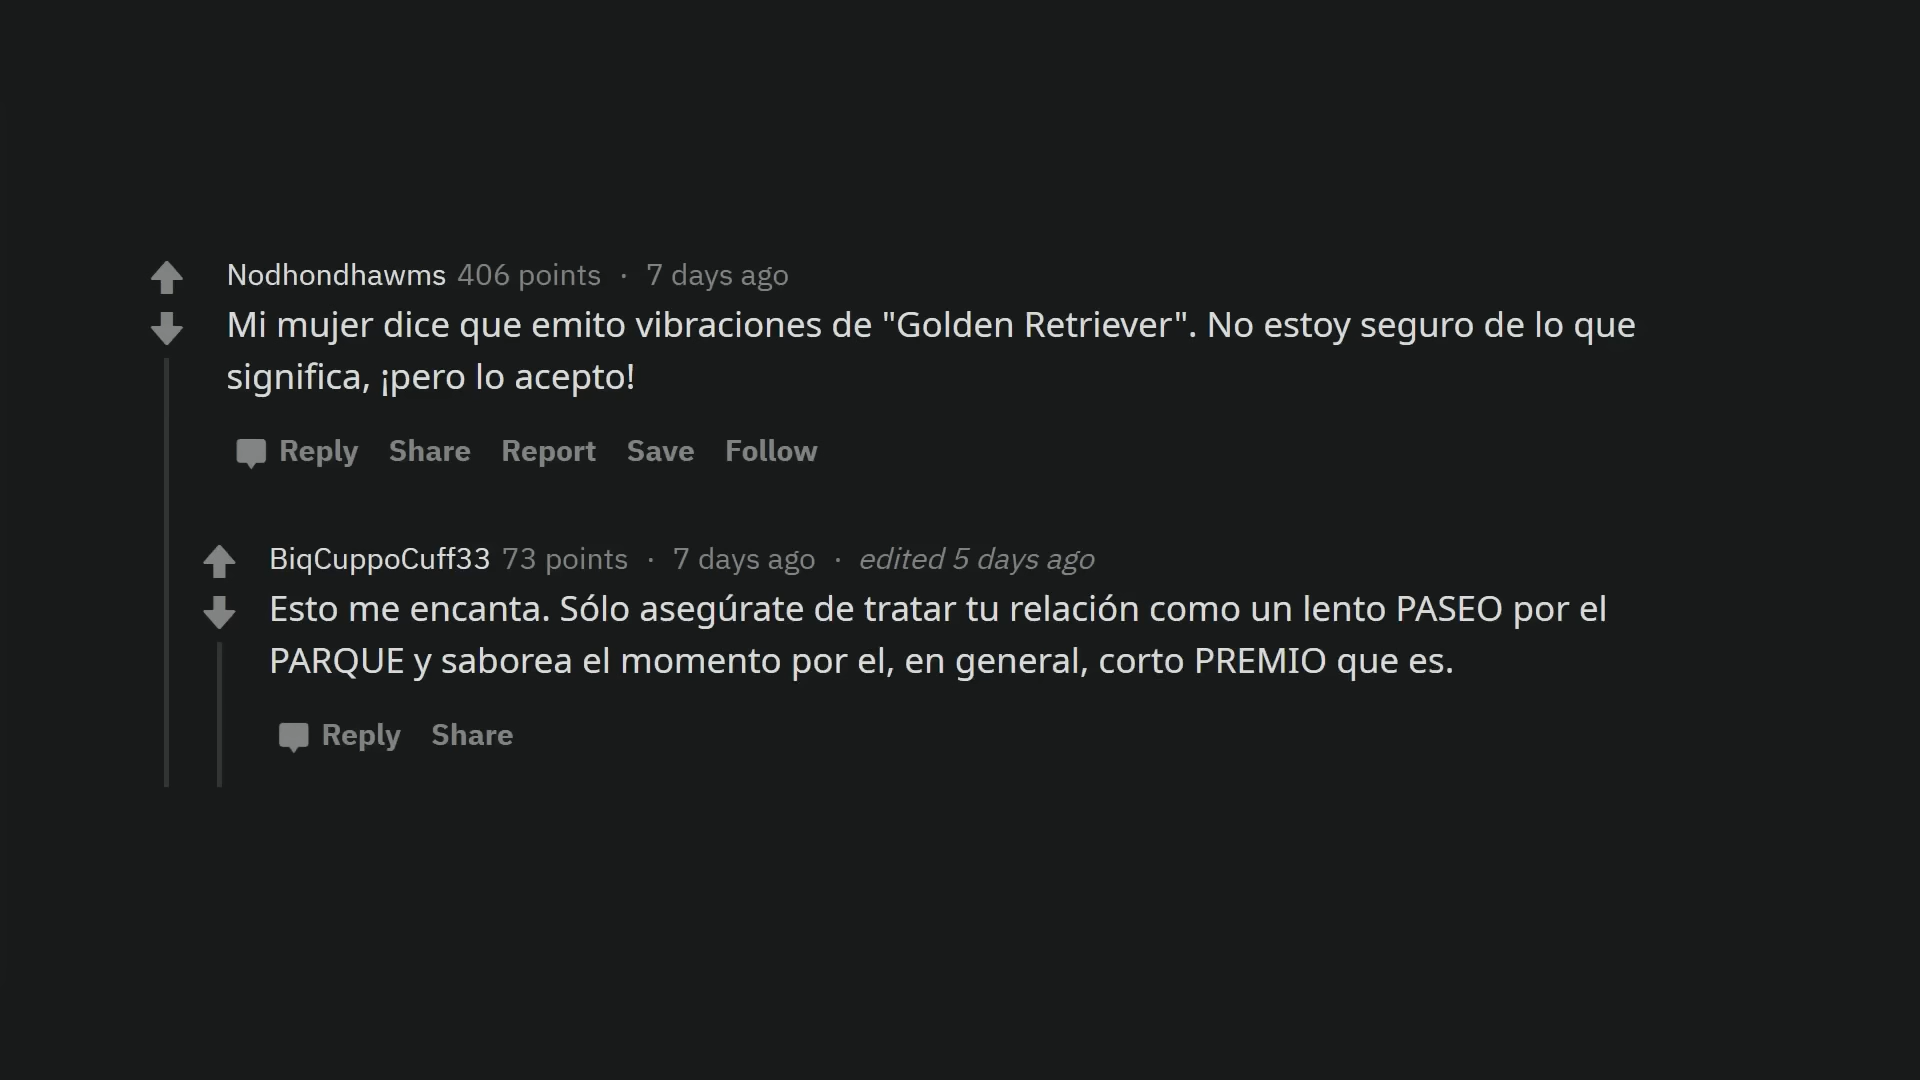 Nodhondhawms 406 points · 7 days ago
Mi mujer dice que emito vibraciones de "Golden Retriever". No estoy seguro de lo que
significa, ¡pero lo acepto!
Reply Share Report Save Follow
BiqCuppoCuff33 73 points · 7 days ago · edited 5 days ago
Esto me encanta. Sólo asegúrate de tratar tu relación como un lento PASEO por el
PARQUE y saborea el momento por el, en general, corto PREMIO que es.
Reply Share